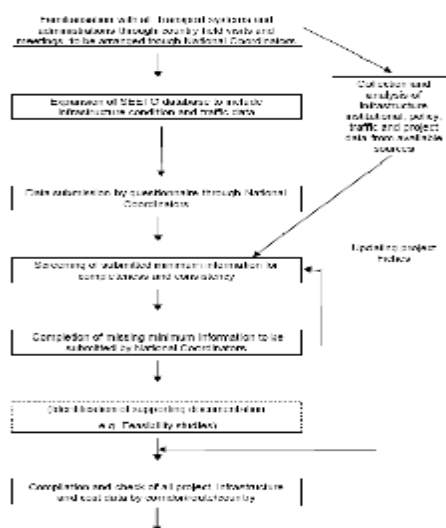 Familiarisation with all Transport systems and
administrations through country field visits and
meetings, to be arranged through National Coordinators
Collection and
analysis of
Infrastructure
institutional, policy,
traffic and project
data from available
sources
Expansion of SEETO database to include
infrastructure condition and traffic data
Data submission by questionnaire through National
Coordinators
Updating project
Fiches
Screening of submitted minimum information for
completeness and consistency
Completion of missing minimum information to be
submitted by National Coordinators
(Identification of supporting documentation
e.g. Feasibility studies)
Compilation and check of all project infrastructure
and cost data by corridor/route/country